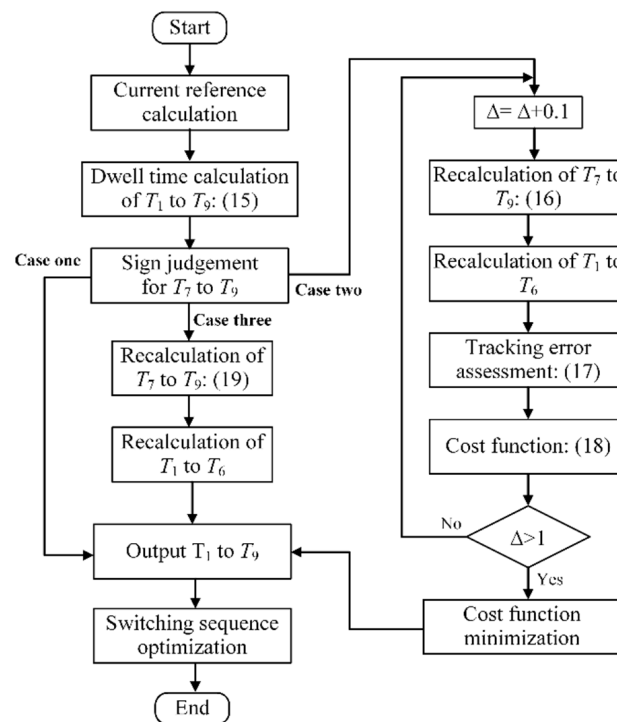 Start
Current reference
calculation
Dwell time calculation
of T₁ to T₉: (15)
Case one
Sign judgement
for T₇ to T₉
Case two
Case three
Recalculation of
T₇ to T₉: (19)
Recalculation of
T₁ to T₆
Output T₁ to T₉
Switching sequence
optimization
End
Δ= Δ+0.1
Recalculation of T₇ to
T₉: (16)
Recalculation of T₁ to
T₆
Tracking error
assessment: (17)
Cost function: (18)
No
Δ>1
Yes
Cost function
minimization